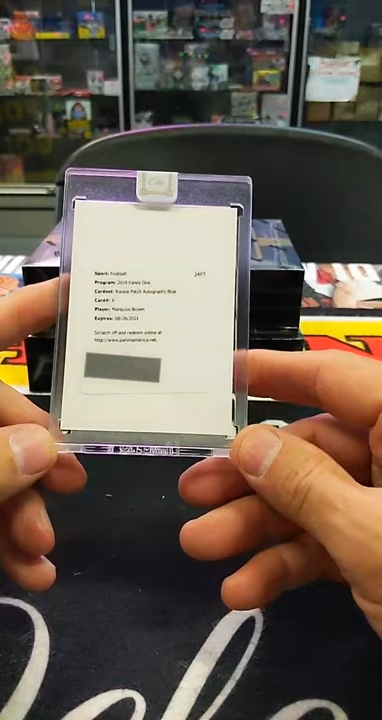 Sport: Football
14FT
Program: 2019 Panini One
Cardset: Rookie Patch Autographs Blue
Card#: 6
Player: Marquise Brown
Expires: 08/26/2021
Scratch off and redeem online at
http://www.paniniamerica.net